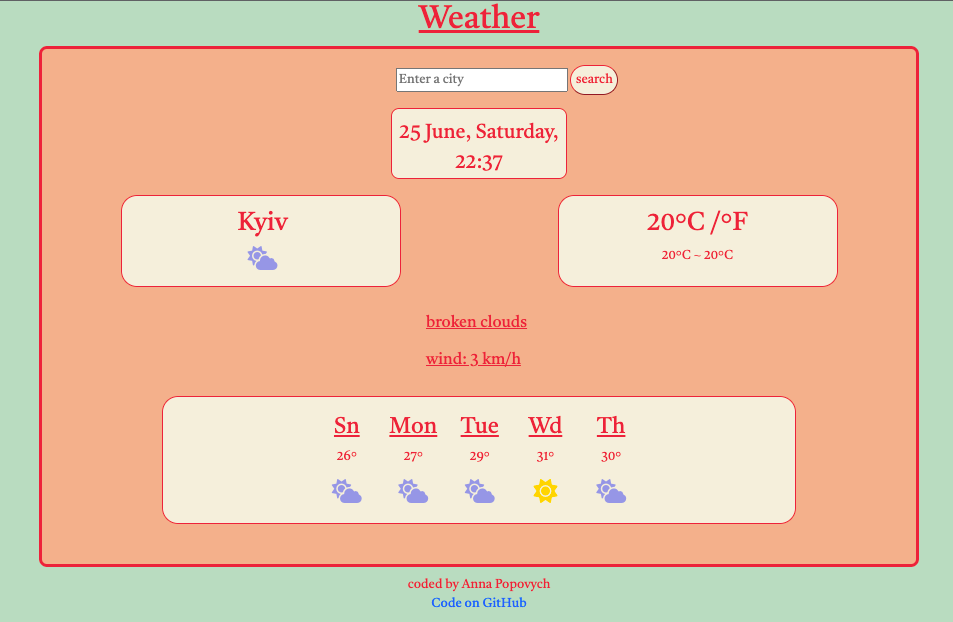 Weather
Enter a city search
25 June, Saturday,
22:37
Kyiv
20°C /°F
20°C ~ 20°C
broken clouds
wind: 3 km/h
Sn Mon Tue Wd Th
26° 27° 29° 31° 30°
coded by Anna Popovych
Code on GitHub